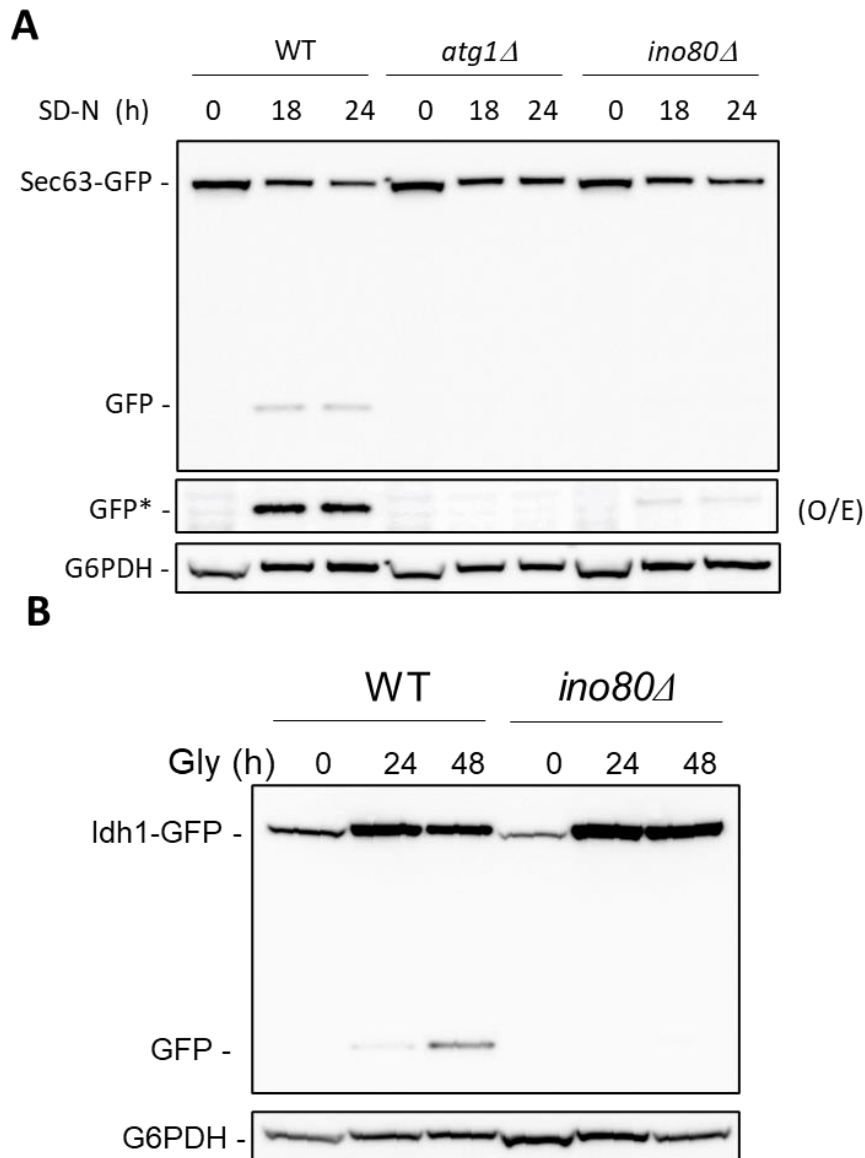 A
WT atg1Δ ino80Δ
SD-N (h) 0 18 24 0 18 24 0 18 24
Sec63-GFP -
GFP -
GFP* - (O/E)
G6PDH -
B
WT ino80Δ
Gly (h) 0 24 48 0 24 48
Idh1-GFP -
GFP -
G6PDH -